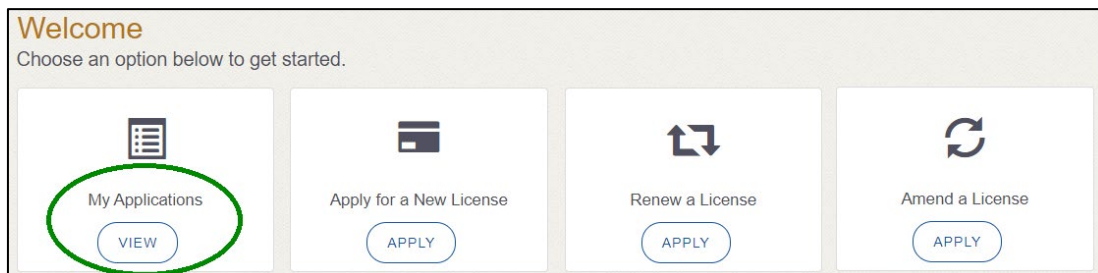 Welcome
Choose an option below to get started.
My Applications
Apply for a New License
Renew a License
Amend a License
VIEW
APPLY
APPLY
APPLY